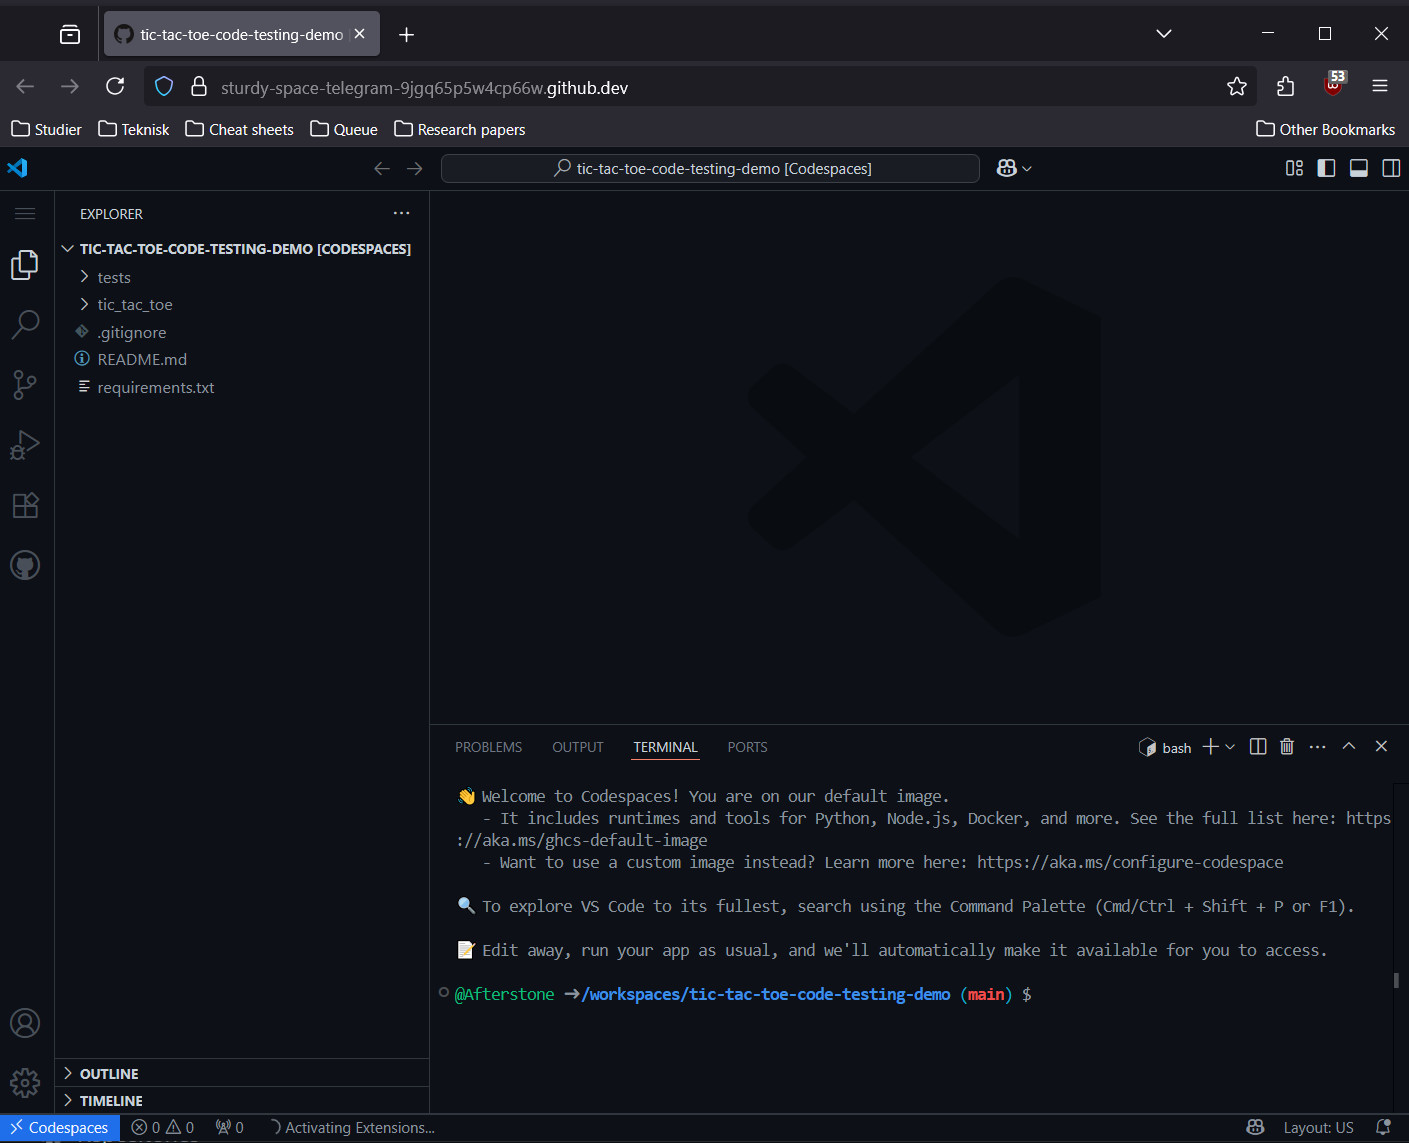 tic-tac-toe-code-testing-demo
sturdy-space-telegram-9jgq65p5w4cp66w.github.dev
53
Studier Teknisk Cheat sheets Queue Research papers Other Bookmarks
tic-tac-toe-code-testing-demo [Codespaces]
EXPLORER
TIC-TAC-TOE-CODE-TESTING-DEMO [CODESPACES]
tests
tic_tac_toe
.gitignore
README.md
requirements.txt
PROBLEMS OUTPUT TERMINAL PORTS
bash
👋 Welcome to Codespaces! You are on our default image.
- It includes runtimes and tools for Python, Node.js, Docker, and more. See the full list here: https
://aka.ms/ghcs-default-image
- Want to use a custom image instead? Learn more here: https://aka.ms/configure-codespace
🔍 To explore VS Code to its fullest, search using the Command Palette (Cmd/Ctrl + Shift + P or F1).
📝 Edit away, run your app as usual, and we'll automatically make it available for you to access.
@Afterstone ➜/workspaces/tic-tac-toe-code-testing-demo (main) $
OUTLINE
TIMELINE
Codespaces 0 0 0 Activating Extensions... Layout: US